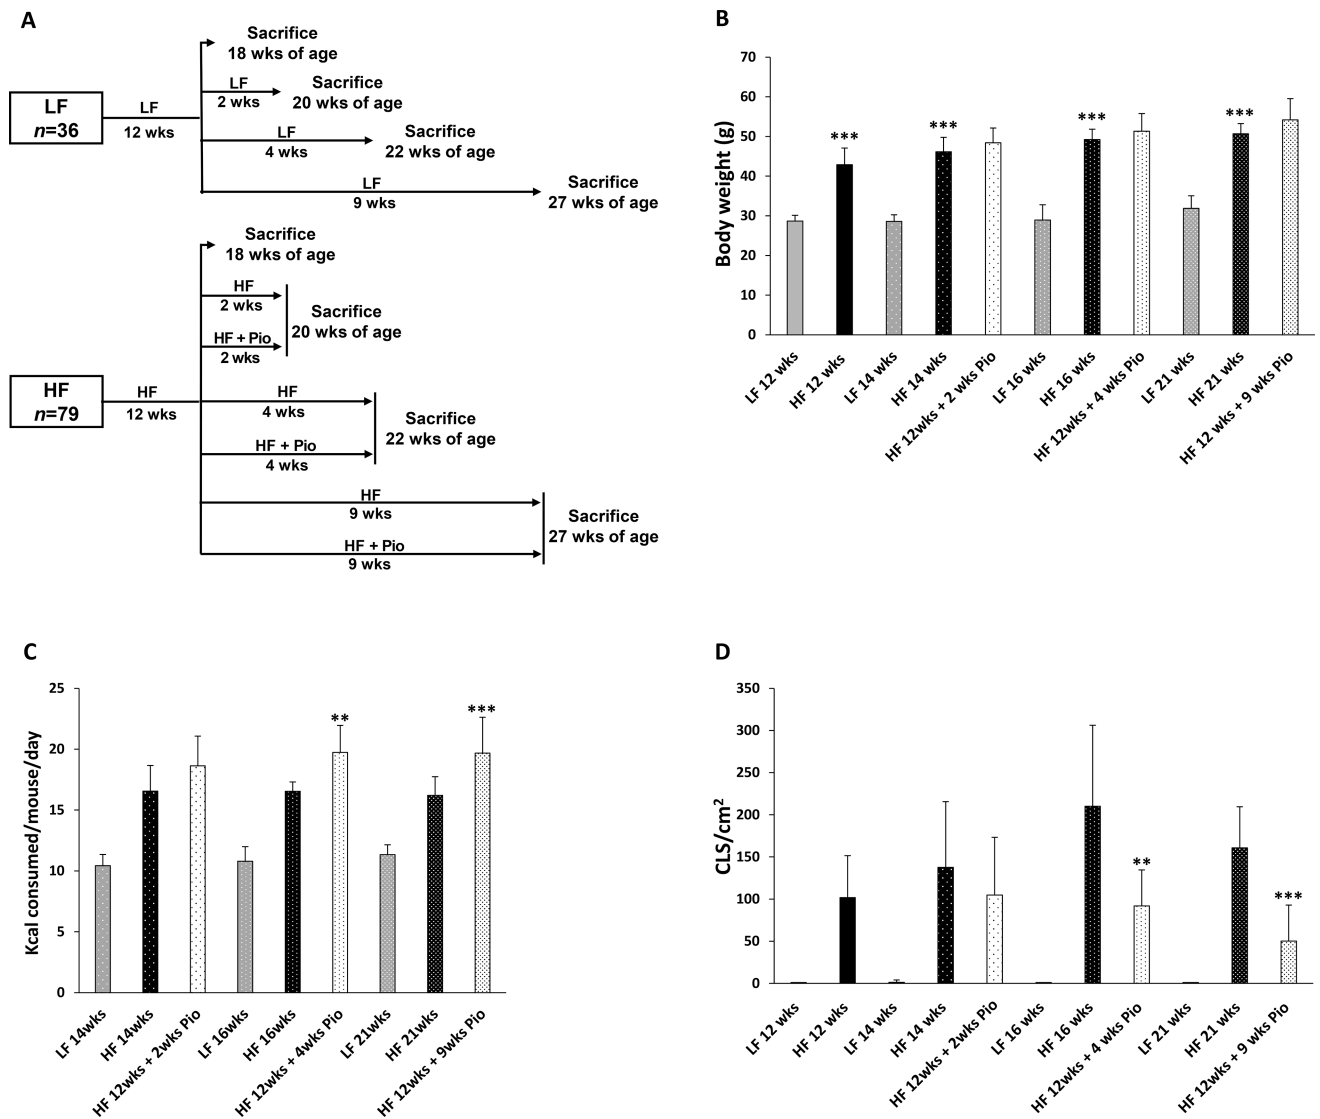 A
LF
n=36
LF
12 wks
Sacrifice
18 wks of age
LF
2 wks
Sacrifice
20 wks of age
LF
4 wks
Sacrifice
22 wks of age
LF
9 wks
Sacrifice
27 wks of age
HF
n=79
HF
12 wks
Sacrifice
18 wks of age
HF
2 wks
HF + Pio
2 wks
Sacrifice
20 wks of age
HF
4 wks
HF + Pio
4 wks
Sacrifice
22 wks of age
HF
9 wks
HF + Pio
9 wks
Sacrifice
27 wks of age
B
Body weight (g)
70
60
50
40
30
20
10
0
***
***
***
***
LF 12 wks
HF 12 wks
LF 14 wks
HF 14 wks
HF 12wks + 2 wks Pio
LF 16 wks
HF 16 wks
HF 12wks + 4 wks Pio
LF 21 wks
HF 21 wks
HF 12 wks + 9 wks Pio
C
Kcal consumed/mouse/day
25
20
15
10
5
0
**
***
LF 14wks
HF 14wks
HF 12wks + 2wks Pio
LF 16wks
HF 16wks
HF 12wks + 4wks Pio
LF 21wks
HF 21wks
HF 12wks + 9wks Pio
D
CLS/cm2
350
300
250
200
150
100
50
0
**
***
LF 12 wks
HF 12 wks
LF 14 wks
HF 14 wks
HF 12wks + 2wks Pio
LF 16 wks
HF 16 wks
HF 12wks + 4 wks Pio
LF 21 wks
HF 21 wks
HF 12wks + 9 wks Pio